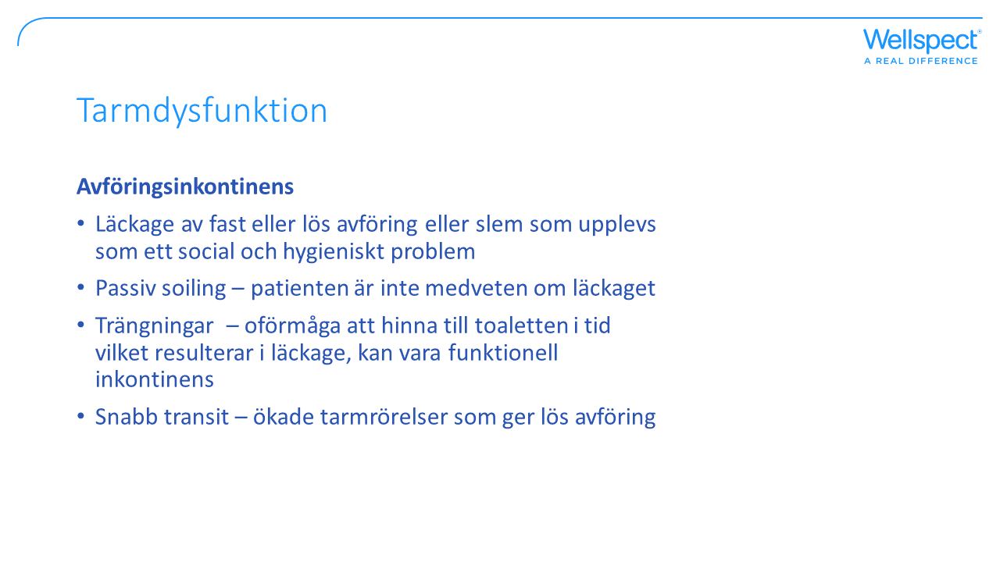 Wellspect®
A REAL DIFFERENCE
Tarmdysfunktion
Avföringsinkontinens
• Läckage av fast eller lös avföring eller slem som upplevs
som ett social och hygieniskt problem
• Passiv soiling – patienten är inte medveten om läckaget
• Trängningar – oförmåga att hinna till toaletten i tid
vilket resulterar i läckage, kan vara funktionell
inkontinens
• Snabb transit – ökade tarmrörelser som ger lös avföring